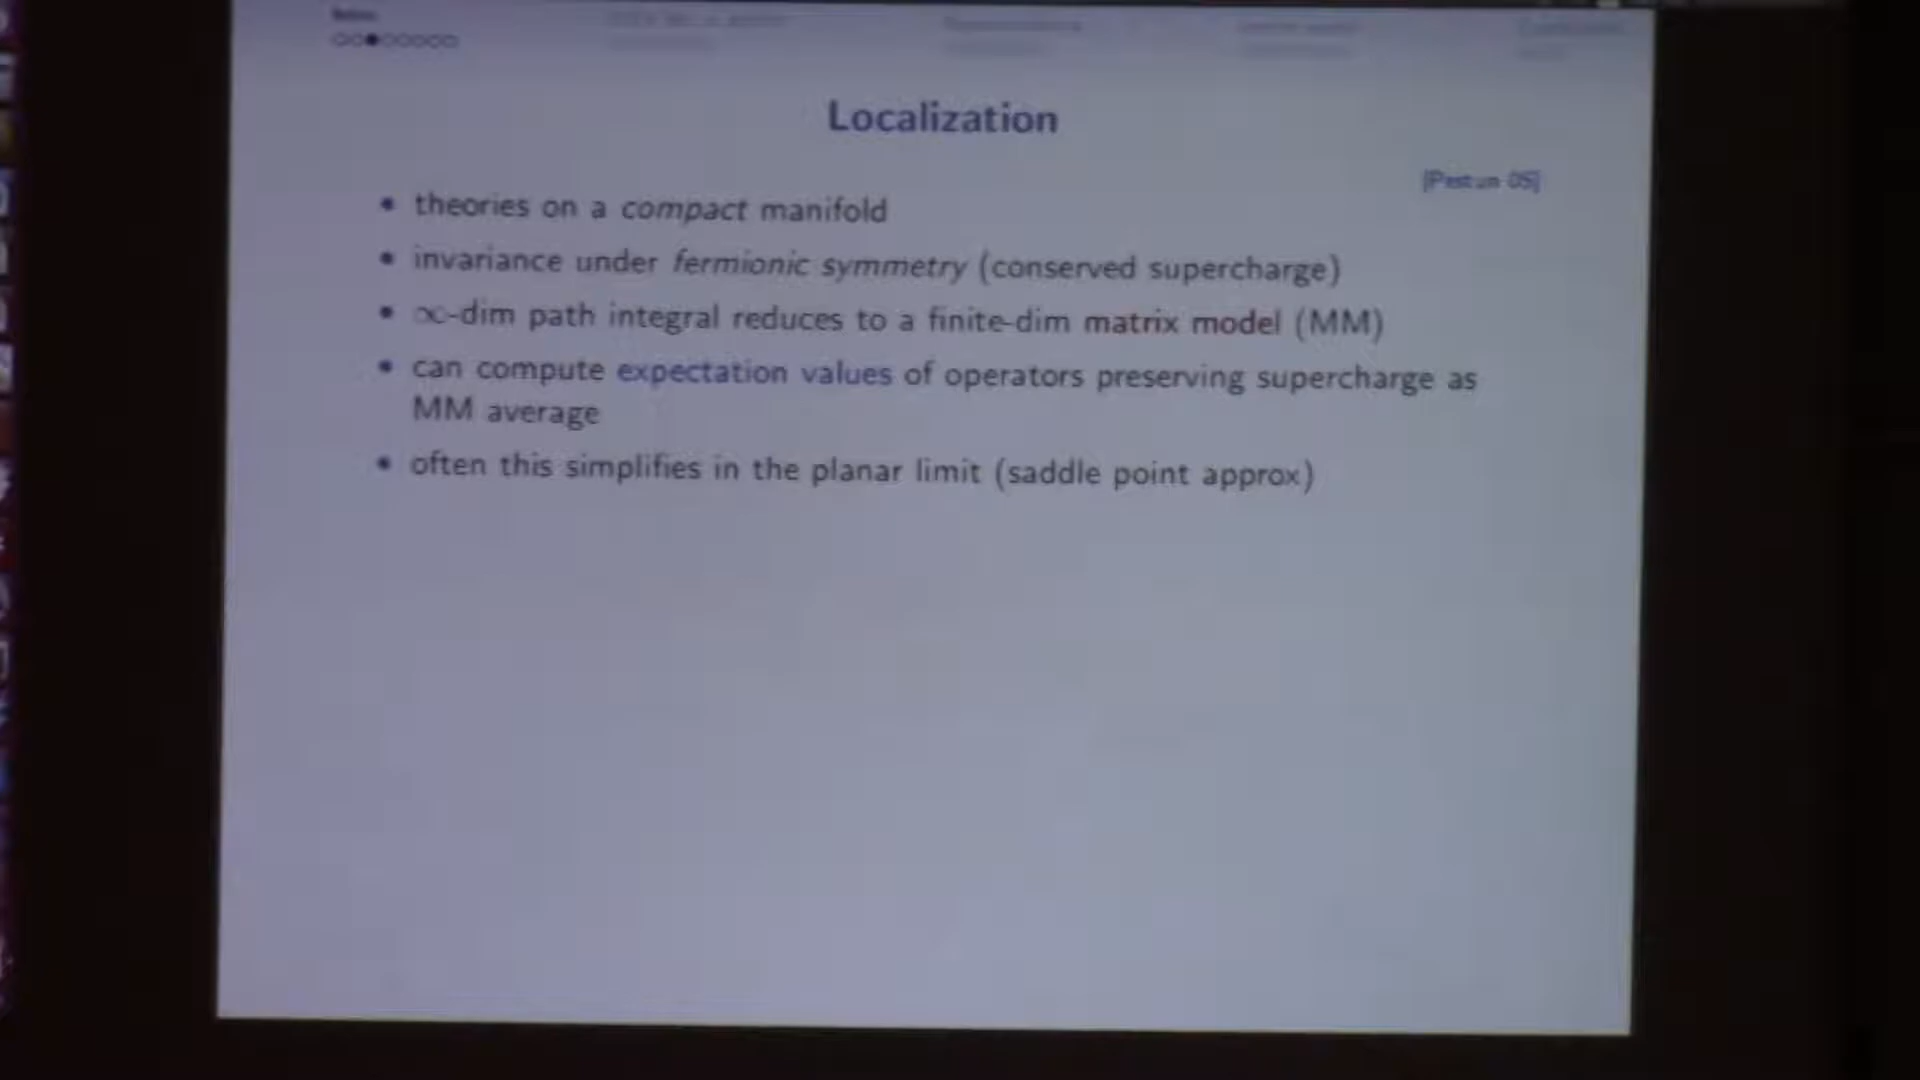 Localization
[Pestun 05]
• theories on a compact manifold
• invariance under fermionic symmetry (conserved supercharge)
• ∞-dim path integral reduces to a finite-dim matrix model (MM)
• can compute expectation values of operators preserving supercharge as
MM average
• often this simplifies in the planar limit (saddle point approx)